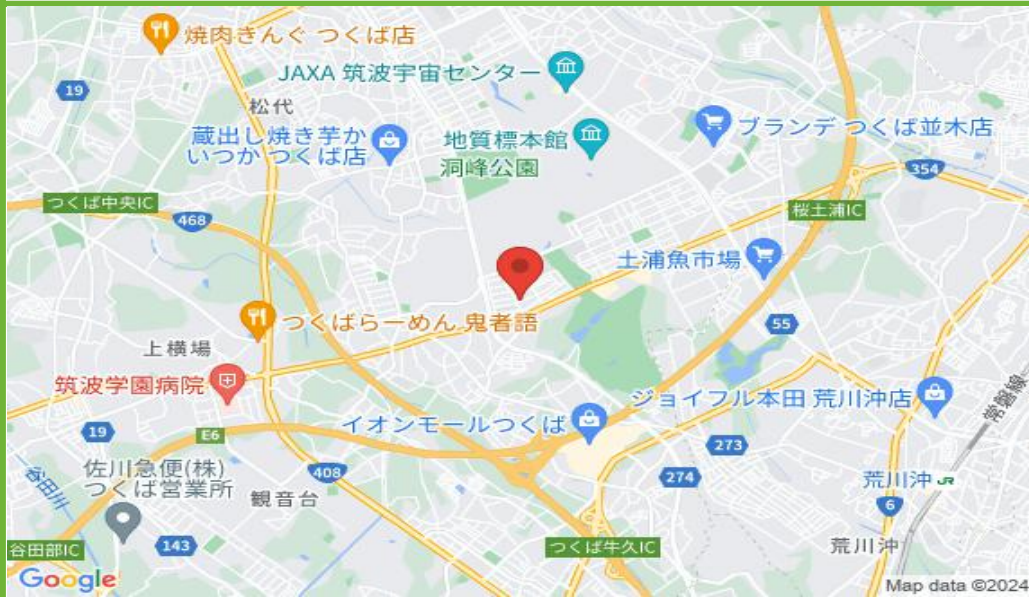 焼肉きんぐ つくば店
JAXA 筑波宇宙センター
19
松代
蔵出し焼き芋か
いつか つくば店
地質標本館
洞峰公園
ブランデ つくば並木店
354
つくば中央IC
468
桜土浦IC
土浦魚市場
つくばらーめん 鬼者語
55
上横場
筑波学園病院
ジョイフル本田 荒川沖店
常磐線
イオンモールつくば
19
E6
273
佐川急便(株)
つくば営業所
408
274
荒川沖 JR
谷田川
観音台
6
谷田部IC
143
つくば牛久IC
荒川沖
Google
Map data ©2024